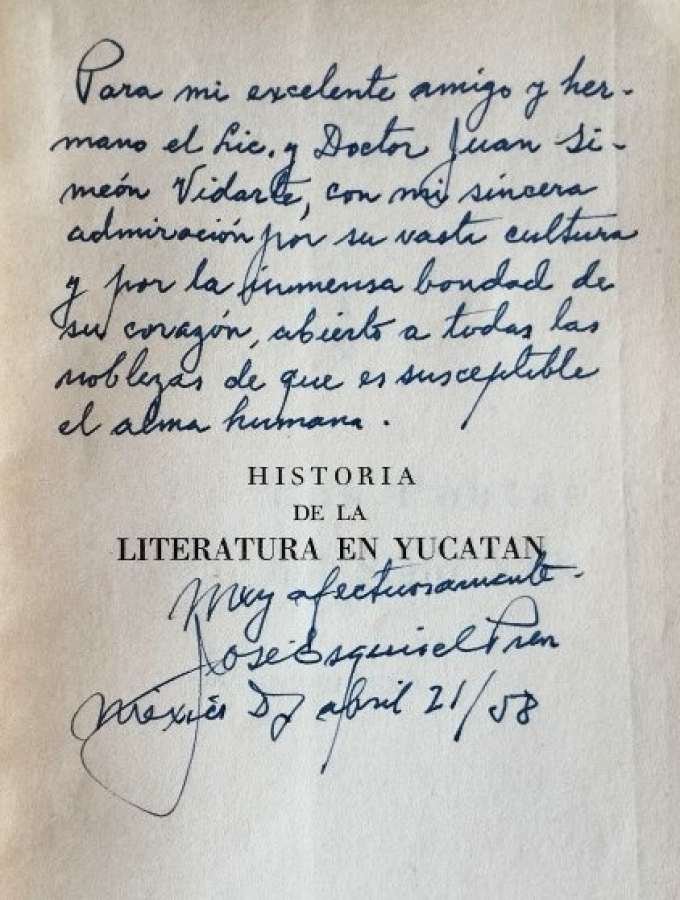 Para mi excelente amigo y her-
mano el Lic. y Doctor Juan Si-
meón Vidarte, con mi sincera
admiración por su vasta cultura
y por la inmensa bondad de
su corazón, abierto a todas las
noblezas de que es susceptible
el alma humana.
HISTORIA
DE LA
LITERATURA EN YUCATAN
Muy afectuosamente.
José Esquivel Pren
México D f abril 21/58